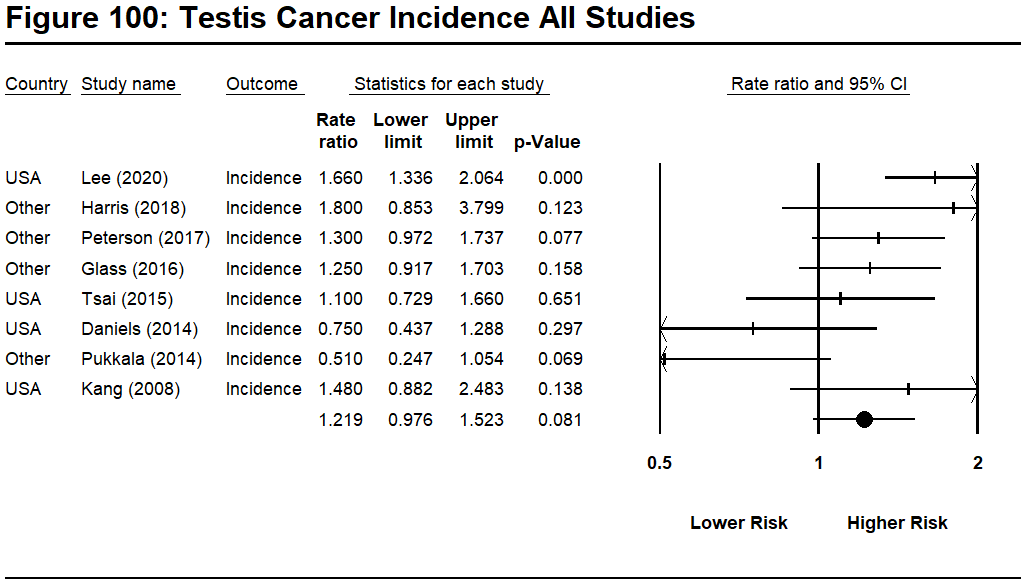 Figure 100: Testis Cancer Incidence All Studies
Country Study name Outcome Statistics for each study Rate ratio and 95% CI
Rate Lower Upper
ratio limit limit p-Value
USA Lee (2020) Incidence 1.660 1.336 2.064 0.000
Other Harris (2018) Incidence 1.800 0.853 3.799 0.123
Other Peterson (2017) Incidence 1.300 0.972 1.737 0.077
Other Glass (2016) Incidence 1.250 0.917 1.703 0.158
USA Tsai (2015) Incidence 1.100 0.729 1.660 0.651
USA Daniels (2014) Incidence 0.750 0.437 1.288 0.297
Other Pukkala (2014) Incidence 0.510 0.247 1.054 0.069
USA Kang (2008) Incidence 1.480 0.882 2.483 0.138
1.219 0.976 1.523 0.081
0.5 1 2
Lower Risk Higher Risk